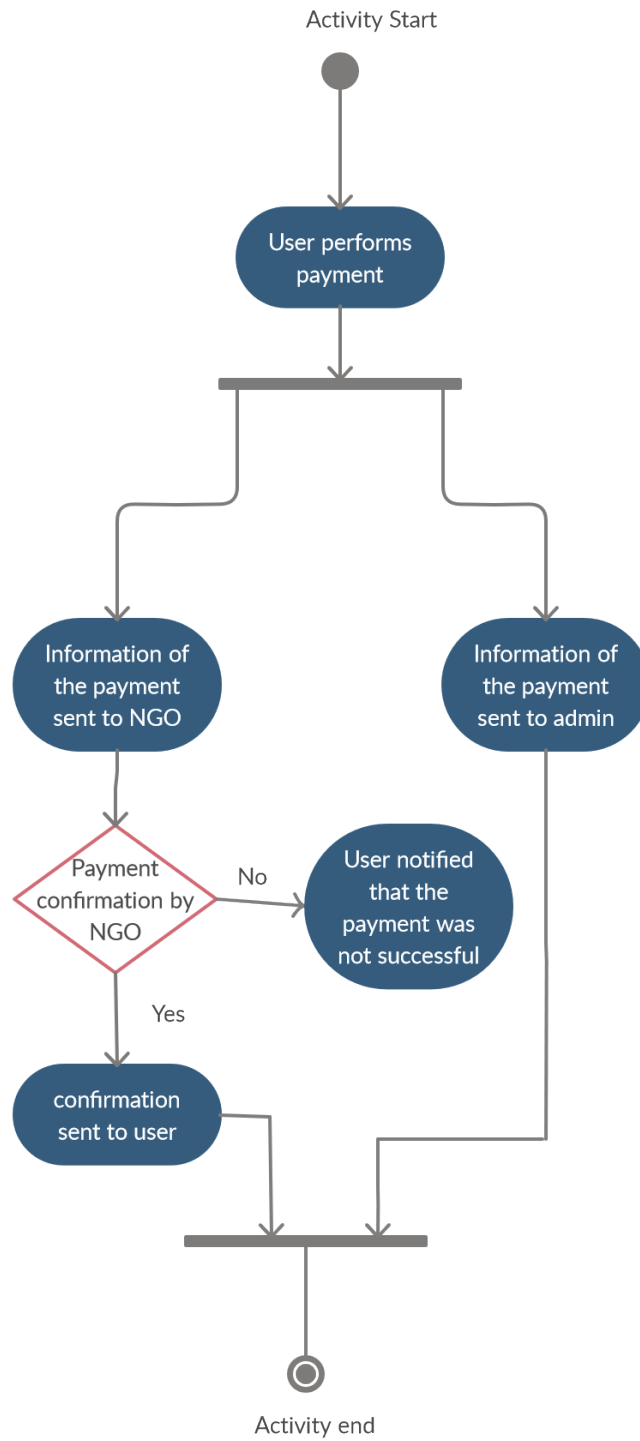 Activity Start
User performs
payment
Information of
the payment
sent to NGO
Information of
the payment
sent to admin
Payment
confirmation by
NGO
No
User notified
that the
payment was
not successful
Yes
confirmation
sent to user
Activity end